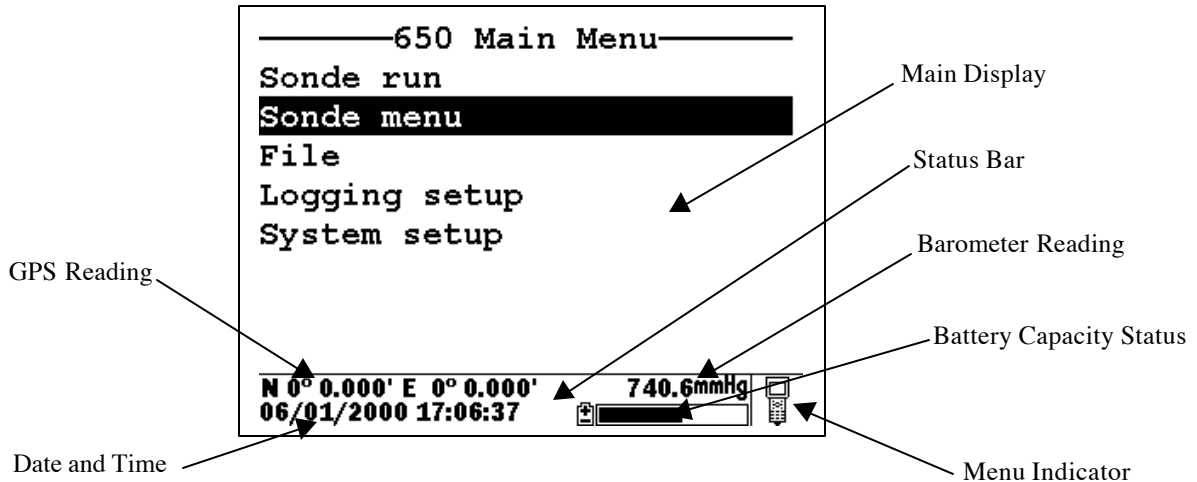 650 Main Menu
Sonde run
Sonde menu
File
Logging setup
System setup
N 0° 0.000' E 0° 0.000'
740.6mmHg
06/01/2000 17:06:37
Main Display
Status Bar
Barometer Reading
Battery Capacity Status
Menu Indicator
GPS Reading
Date and Time